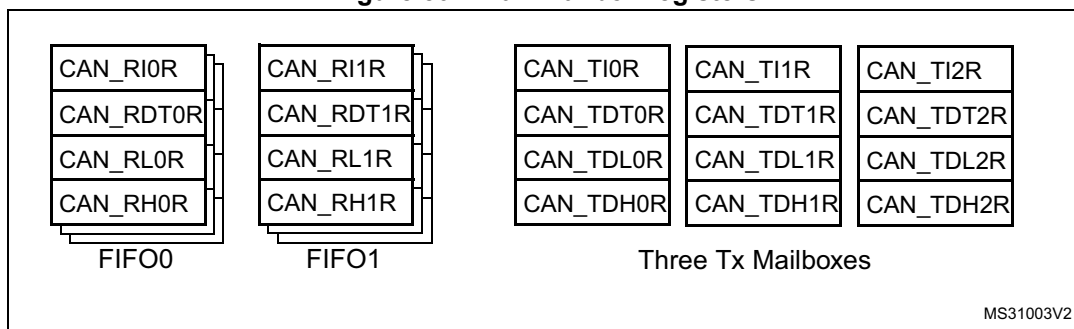 CAN_RI0R
CAN_RDT0R
CAN_RL0R
CAN_RH0R
FIFO0
CAN_RI1R
CAN_RDT1R
CAN_RL1R
CAN_RH1R
FIFO1
CAN_TI0R
CAN_TDT0R
CAN_TDL0R
CAN_TDH0R
CAN_TI1R
CAN_TDT1R
CAN_TDL1R
CAN_TDH1R
CAN_TI2R
CAN_TDT2R
CAN_TDL2R
CAN_TDH2R
Three Tx Mailboxes
MS31003V2